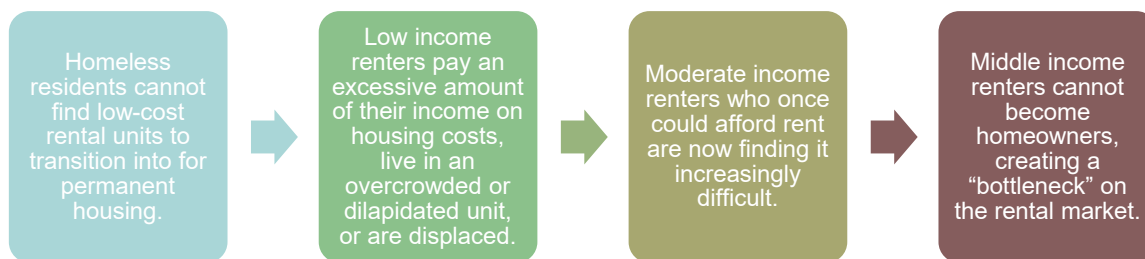 Homeless
residents cannot
find low-cost
rental units to
transition into for
permanent
housing.
Low income
renters pay an
excessive amount
of their income on
housing costs,
live in an
overcrowded or
dilapidated unit,
or are displaced.
Moderate income
renters who once
could afford rent
are now finding it
increasingly
difficult.
Middle income
renters cannot
become
homeowners,
creating a
“bottleneck” on
the rental market.